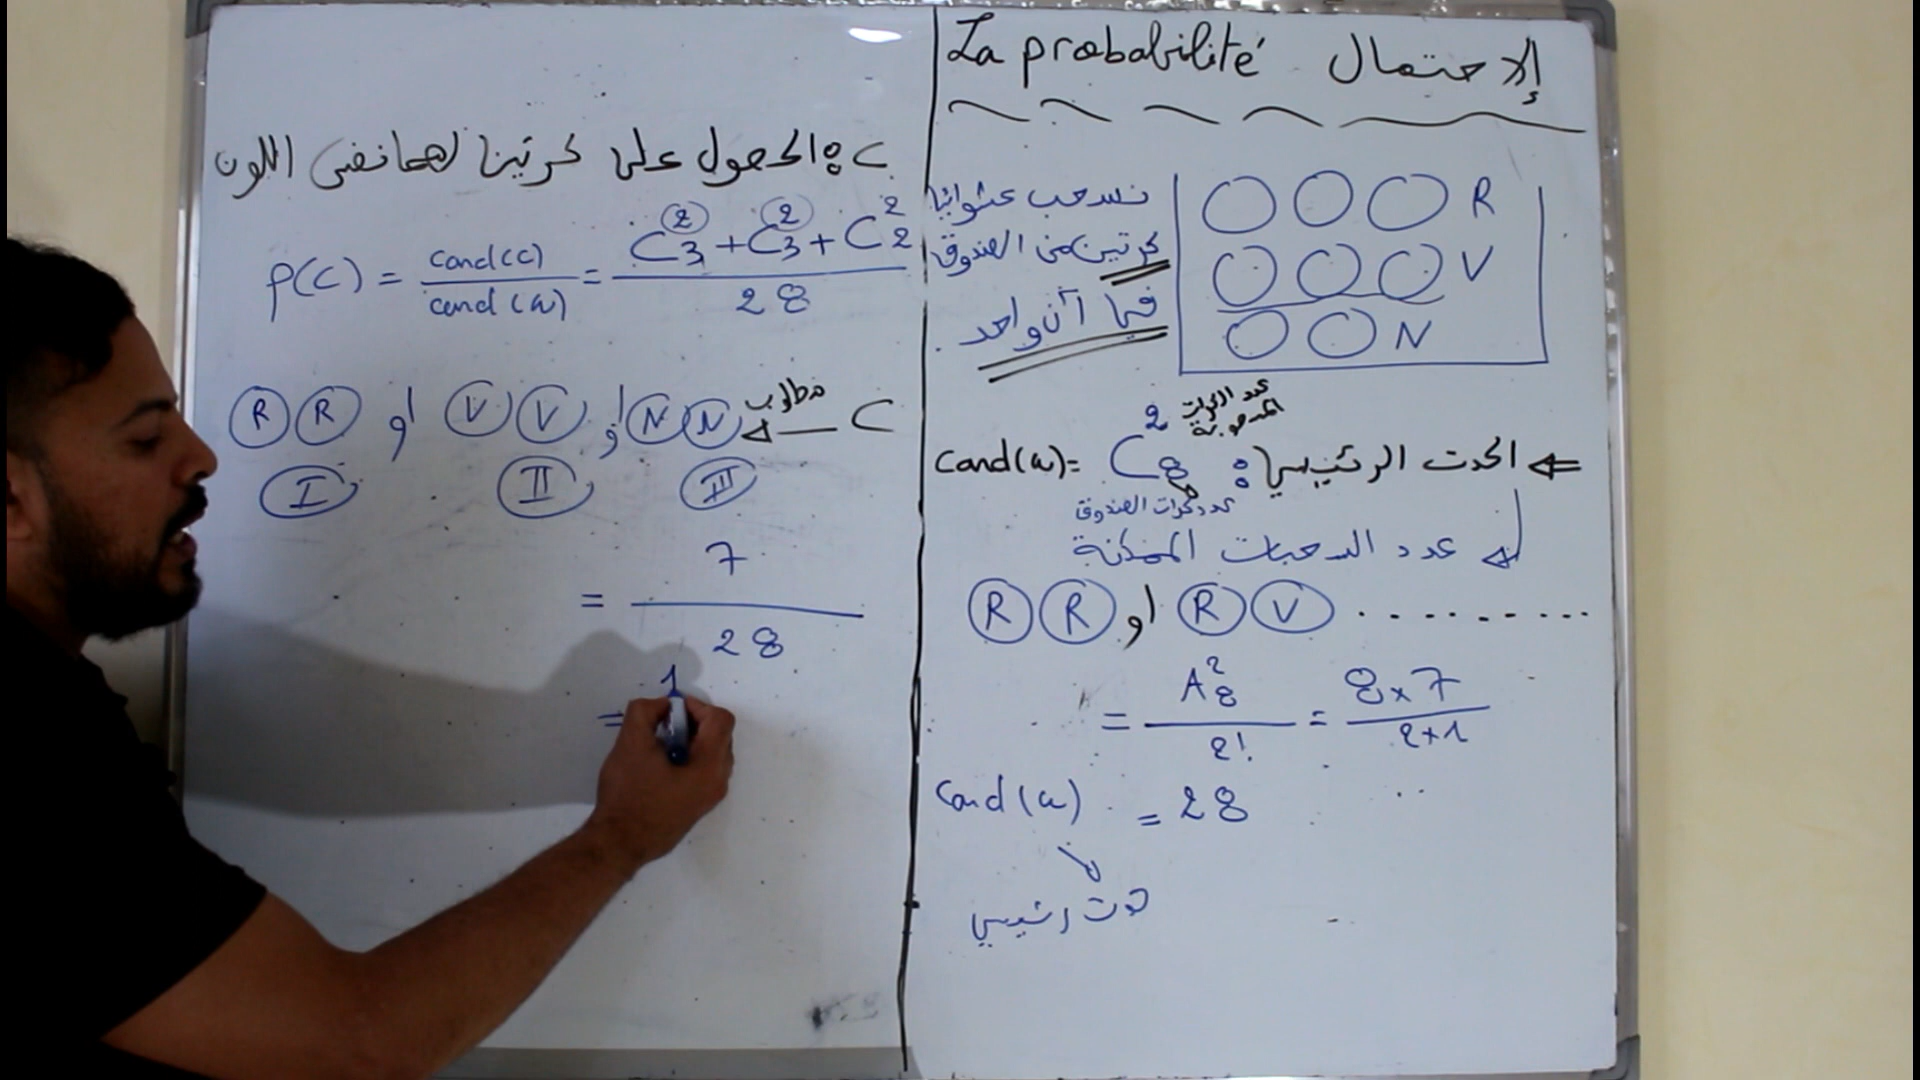 La probabilité الاحتمال
نسحب عشوائيا
كرتين من الصندوق
في آن واحد.
R
V
N
عدد الكرات
المسحوبة
Card(Ω) = C₈² : الحدث الرئيسي ⇐
عدد كرات الصندوق
عدد السحبات الممكنة
R R او R V ..........
= A₈² / 2! = 8×7 / 2×1
Card(Ω) = 28
حدث رئيسي
C: الحصول على كرتين لهما نفس اللون
p(C) = card(C) / card(Ω) = C₃² + C₃² + C₂² / 28
R R او V V او N N مطلوب C
I II III
= 7 / 28
= 1